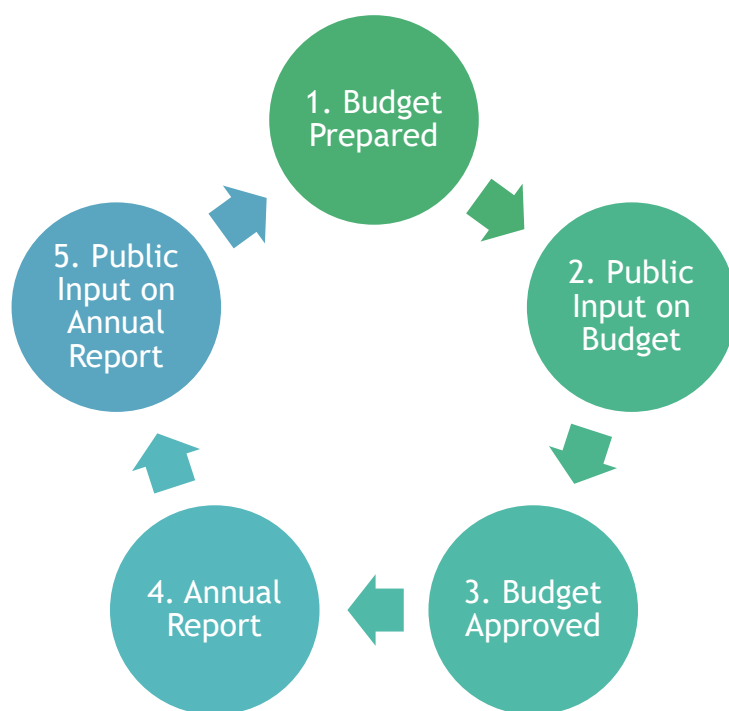 1. Budget
Prepared
2. Public
Input on
Budget
3. Budget
Approved
4. Annual
Report
5. Public
Input on
Annual
Report